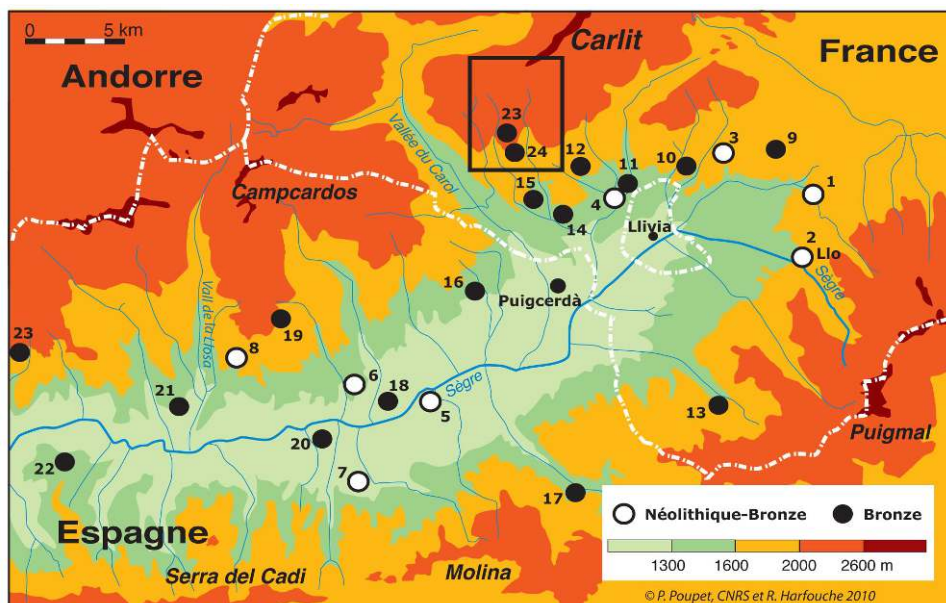 0 5 km
Carlit
France
Andorre
23
24
12
11
10
3
9
1
Vallée du Carol
Campcardos
15
14
4
Llivia
2
Llo
Sègre
16
Puigcerdà
23
Vall de la Llosa
19
8
21
6
18
Sègre
5
13
Puigmal
20
22
7
17
Espagne
Serra del Cadi
Molina
Néolithique-Bronze
Bronze
1300 1600 2000 2600 m
© P. Poupet, CNRS et R. Harfouche 2010